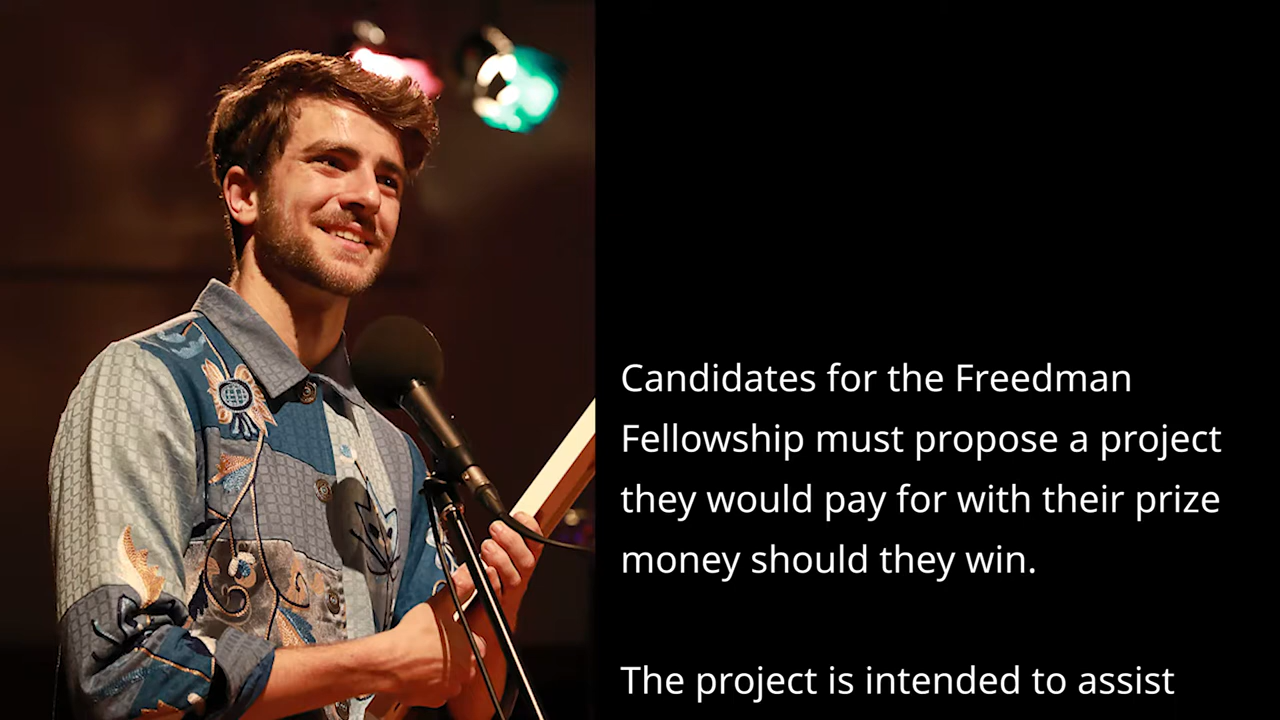 Candidates for the Freedman
Fellowship must propose a project
they would pay for with their prize
money should they win.
The project is intended to assist